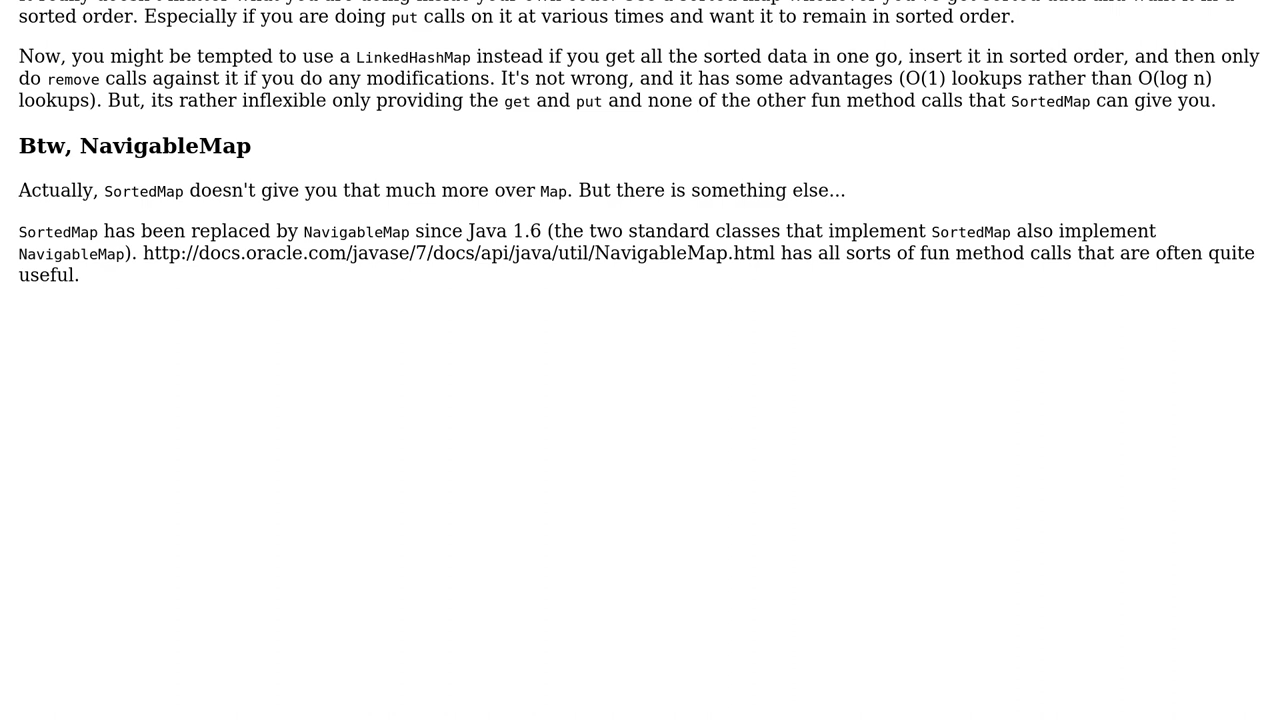 sorted order. Especially if you are doing put calls on it at various times and want it to remain in sorted order.
Now, you might be tempted to use a LinkedHashMap instead if you get all the sorted data in one go, insert it in sorted order, and then only
do remove calls against it if you do any modifications. It's not wrong, and it has some advantages (O(1) lookups rather than O(log n)
lookups). But, its rather inflexible only providing the get and put and none of the other fun method calls that SortedMap can give you.
Btw, NavigableMap
Actually, SortedMap doesn't give you that much more over Map. But there is something else...
SortedMap has been replaced by NavigableMap since Java 1.6 (the two standard classes that implement SortedMap also implement
NavigableMap). http://docs.oracle.com/javase/7/docs/api/java/util/NavigableMap.html has all sorts of fun method calls that are often quite
useful.